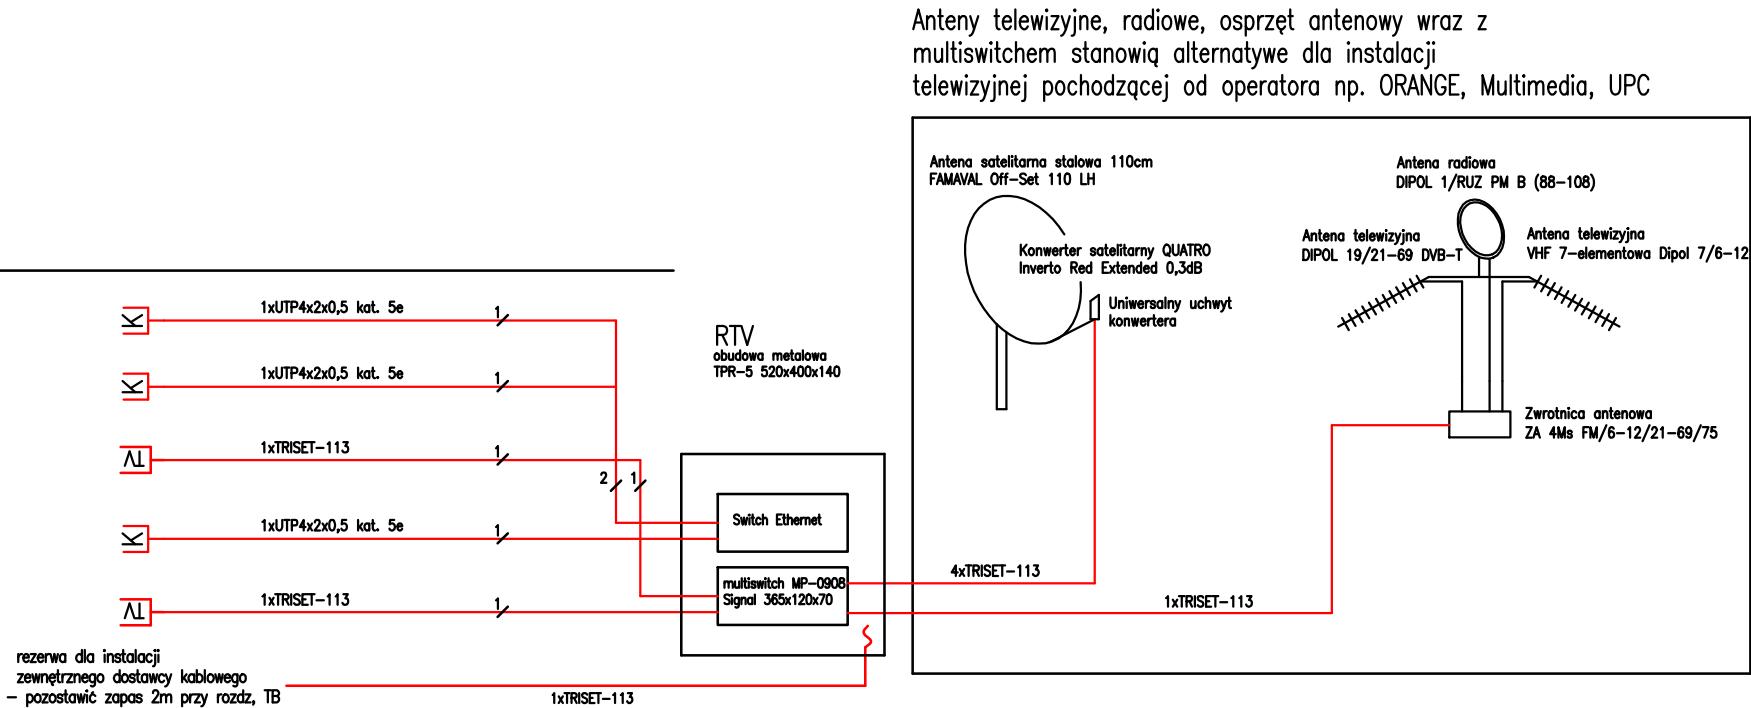 Anteny telewizyjne, radiowe, osprzęt antenowy wraz z
multiswitchem stanowią alternatywe dla instalacji
telewizyjnej pochodzącej od operatora np. ORANGE, Multimedia, UPC
Antena satelitarna stalowa 110cm
FAMAVAL Off-Set 110 LH
Antena radiowa
DIPOL 1/RUZ PM B (88-108)
Konwerter satelitarny QUATRO
Inverto Red Extended 0,3dB
Antena telewizyjna
DIPOL 19/21-69 DVB-T
Antena telewizyjna
VHF 7-elementowa Dipol 7/6-12
Uniwersalny uchwyt
konwertera
Zwrotnica antenowa
ZA 4Ms FM/6-12/21-69/75
K
1xUTP4x2x0,5 kat. 5e
1
K
1xUTP4x2x0,5 kat. 5e
1
TV
1xTRISET-113
1
2
1
K
1xUTP4x2x0,5 kat. 5e
1
TV
1xTRISET-113
1
RTV
obudowa metalowa
TPR-5 520x400x140
Switch Ethernet
multiswitch MP-0908
Signal 365x120x70
4xTRISET-113
1xTRISET-113
rezerwa dla instalacji
zewnętrznego dostawcy kablowego
- pozostawić zapas 2m przy rozdz, TB
1xTRISET-113